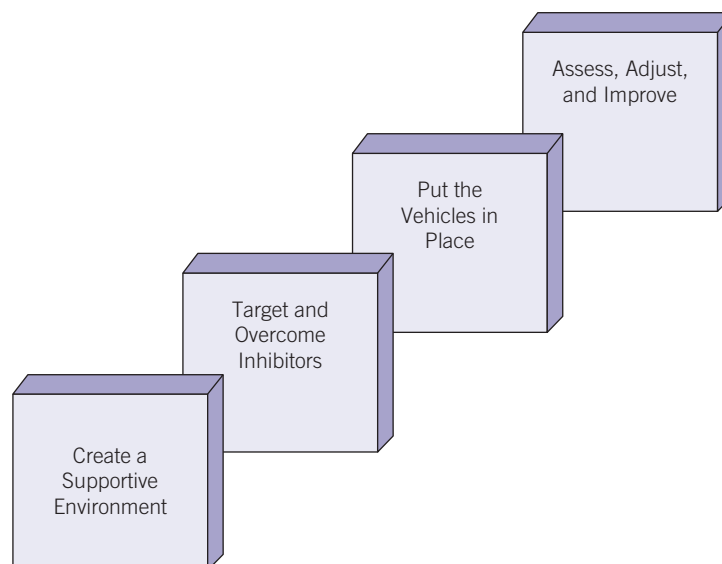 Assess, Adjust,
and Improve
Put the
Vehicles in
Place
Target and
Overcome
Inhibitors
Create a
Supportive
Environment